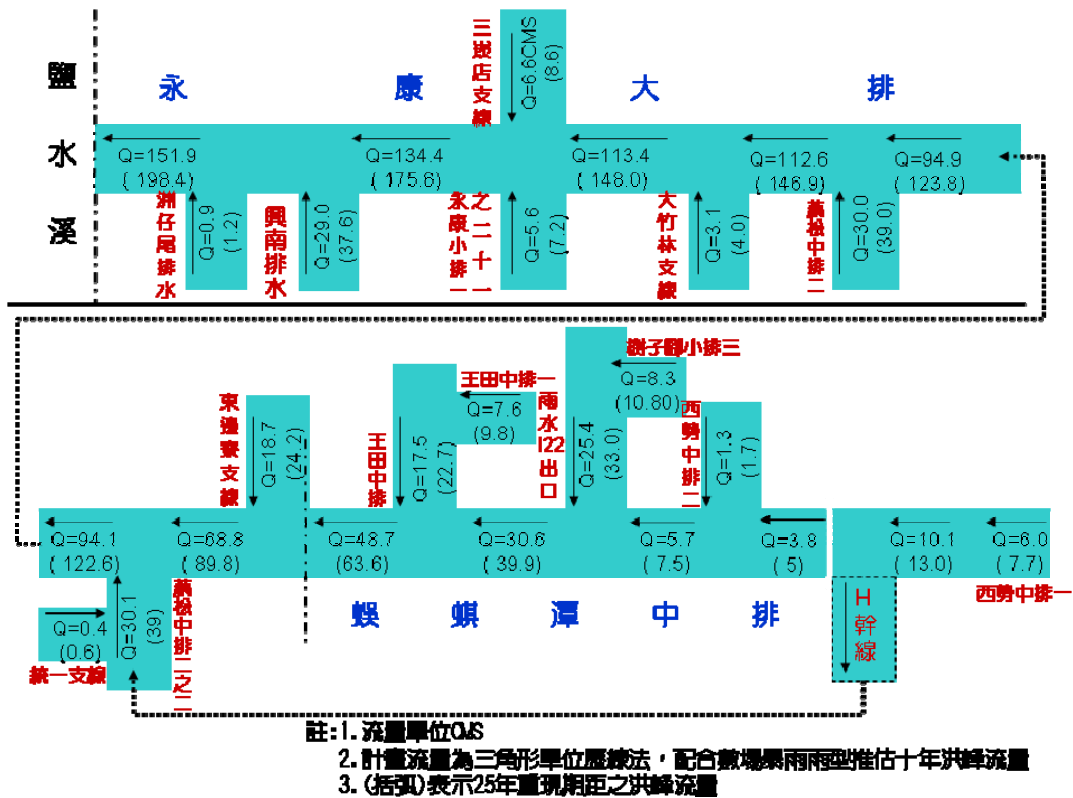 鹽水溪
永康大排
三崁店支線
Q=6.6CMS
(8.6)
Q=151.9
(198.4)
Q=134.4
(175.6)
Q=113.4
(148.0)
Q=112.6
(146.9)
Q=94.9
(123.8)
洲仔尾排水
Q=0.9
(1.2)
興南排水
Q=29.0
(37.6)
永康小排一
之二十一
Q=5.6
(7.2)
大竹林支線
Q=3.1
(4.0)
蔦松中排二
Q=30.0
(39.0)
東邊寮支線
Q=18.7
(24.2)
王田中排
Q=17.5
(22.7)
王田中排一
Q=7.6
(9.8)
雨水I22出口
Q=25.4
(33.0)
樹子腳小排三
Q=8.3
(10.80)
西勢中排二
Q=1.3
(1.7)
Q=94.1
(122.6)
Q=68.8
(89.8)
Q=48.7
(63.6)
Q=30.6
(39.9)
Q=5.7
(7.5)
Q=3.8
(5)
Q=10.1
(13.0)
Q=6.0
(7.7)
西勢中排一
蜈蜞潭中排
H幹線
Q=0.4
(0.6)
統一支線
Q=30.1
(39)
蔦松中排二之二
註:1.流量單位CMS
2.計畫流量為三角形單位歷線法，配合數場暴雨雨型推估十年洪峰流量
3.(括弧)表示25年重現期距之洪峰流量